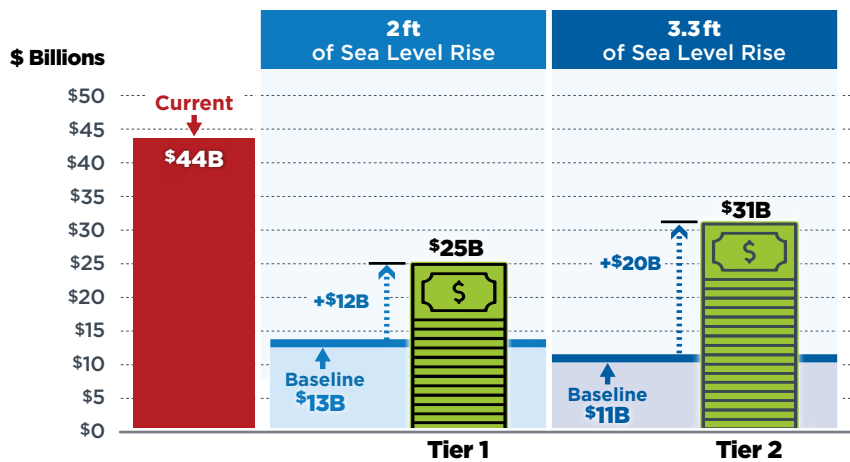 2 ft
of Sea Level Rise
3.3 ft
of Sea Level Rise
$ Billions
$50
$45
$40
$35
$30
$25
$20
$15
$10
$5
$0
Current
$44B
$25B
+$12B
$
Baseline
$13B
Tier 1
$31B
+$20B
$
Baseline
$11B
Tier 2